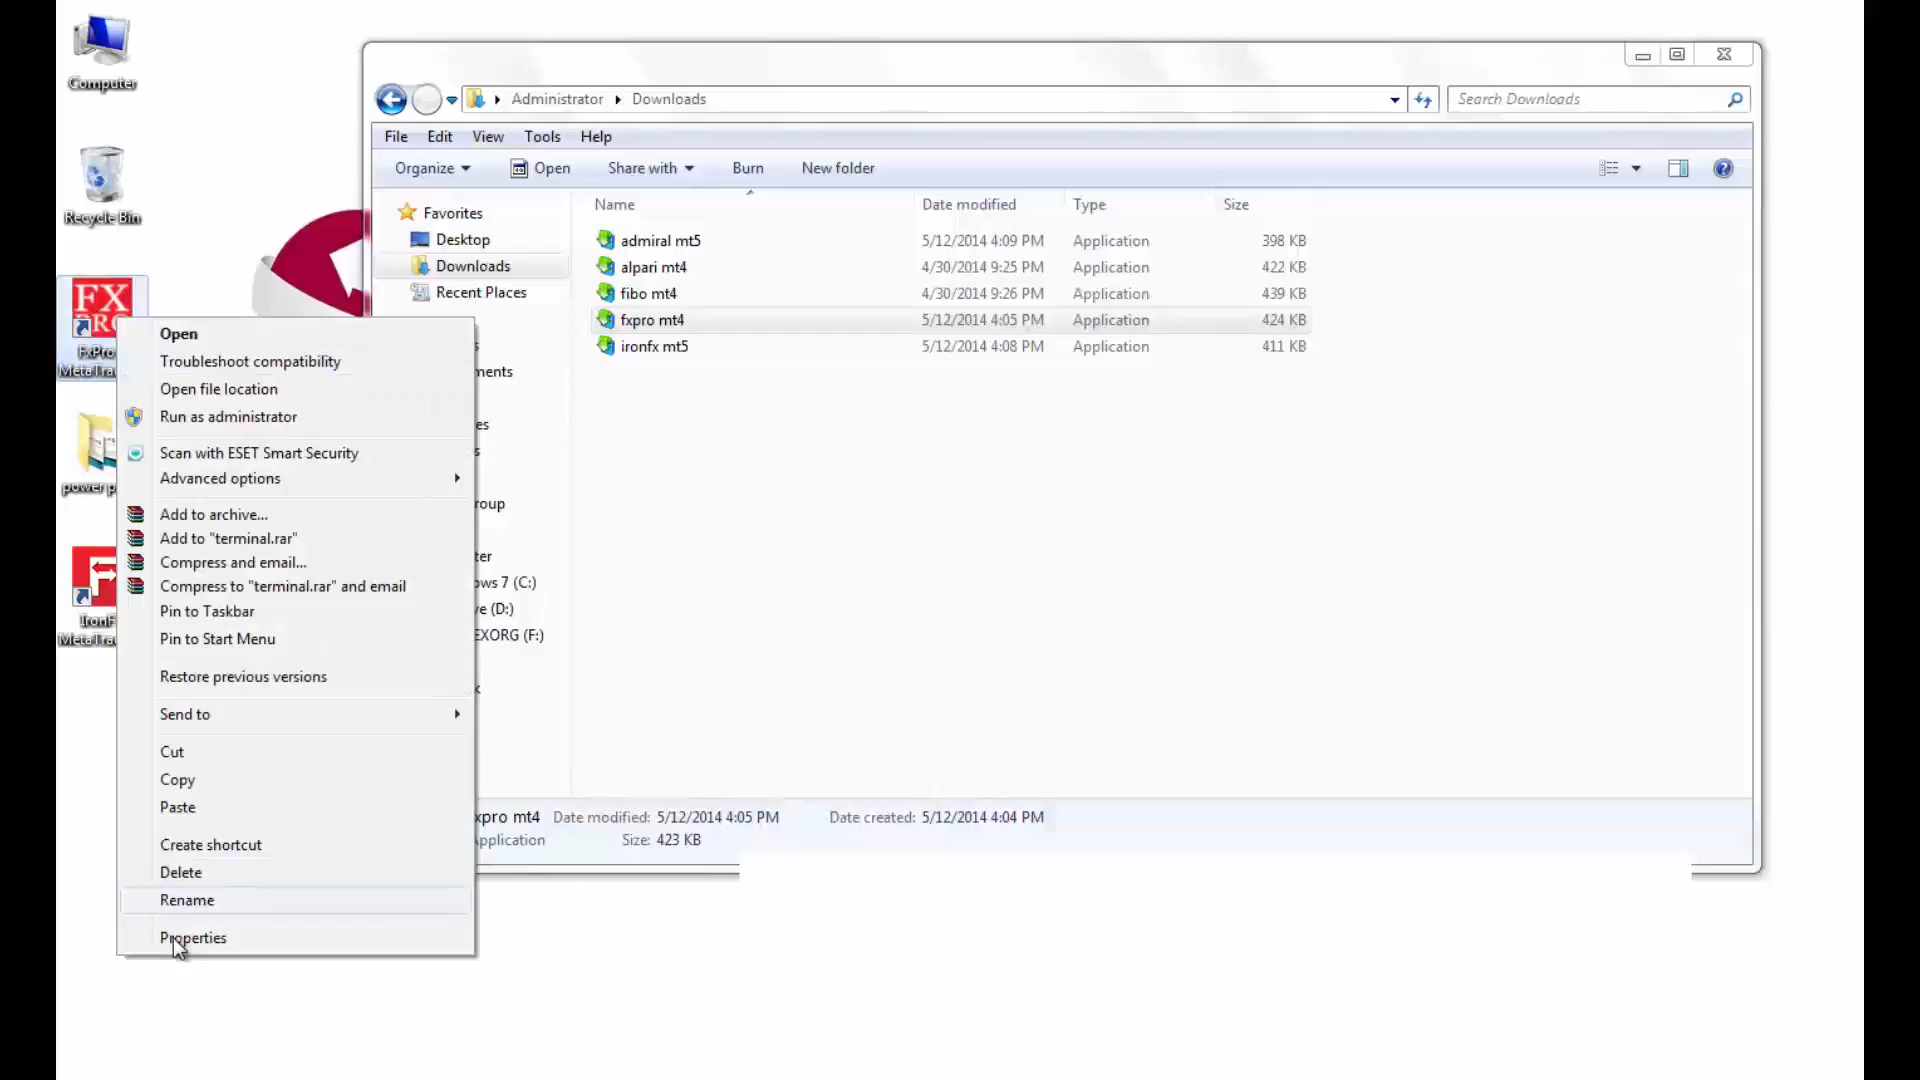 Computer
Recycle Bin
FX
PRO
FxPro
MetaTra
power p
IronF
MetaTra
Open
Troubleshoot compatibility
Open file location
Run as administrator
Scan with ESET Smart Security
Advanced options
Add to archive...
Add to "terminal.rar"
Compress and email...
Compress to "terminal.rar" and email
Pin to Taskbar
Pin to Start Menu
Restore previous versions
Send to
Cut
Copy
Paste
Create shortcut
Delete
Rename
Properties
Administrator Downloads
Search Downloads
File Edit View Tools Help
Organize Open Share with Burn New folder
Favorites
Desktop
Downloads
Recent Places
s
ments
es
s
roup
ter
ows 7 (C:)
ve (D:)
EXORG (F:)
k
Name Date modified Type Size
admiral mt5 5/12/2014 4:09 PM Application 398 KB
alpari mt4 4/30/2014 9:25 PM Application 422 KB
fibo mt4 4/30/2014 9:26 PM Application 439 KB
fxpro mt4 5/12/2014 4:05 PM Application 424 KB
ironfx mt5 5/12/2014 4:08 PM Application 411 KB
xpro mt4 Date modified: 5/12/2014 4:05 PM Date created: 5/12/2014 4:04 PM
pplication Size: 423 KB